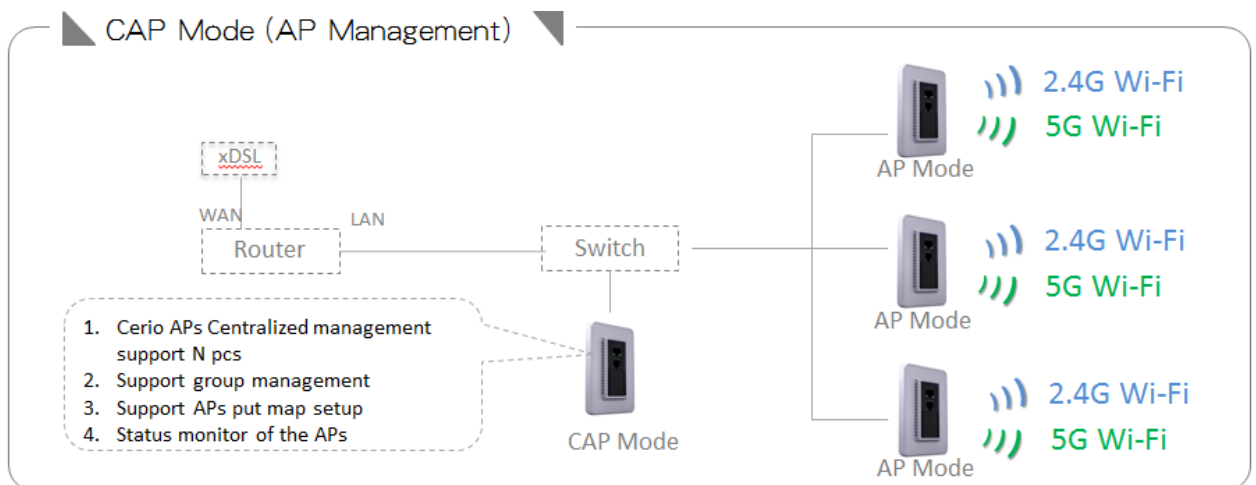 CAP Mode (AP Management)
2.4G Wi-Fi
5G Wi-Fi
AP Mode
xDSL
WAN
LAN
Router
Switch
2.4G Wi-Fi
5G Wi-Fi
AP Mode
1. Cerio APs Centralized management
support N pcs
2. Support group management
3. Support APs put map setup
4. Status monitor of the APs
CAP Mode
2.4G Wi-Fi
5G Wi-Fi
AP Mode